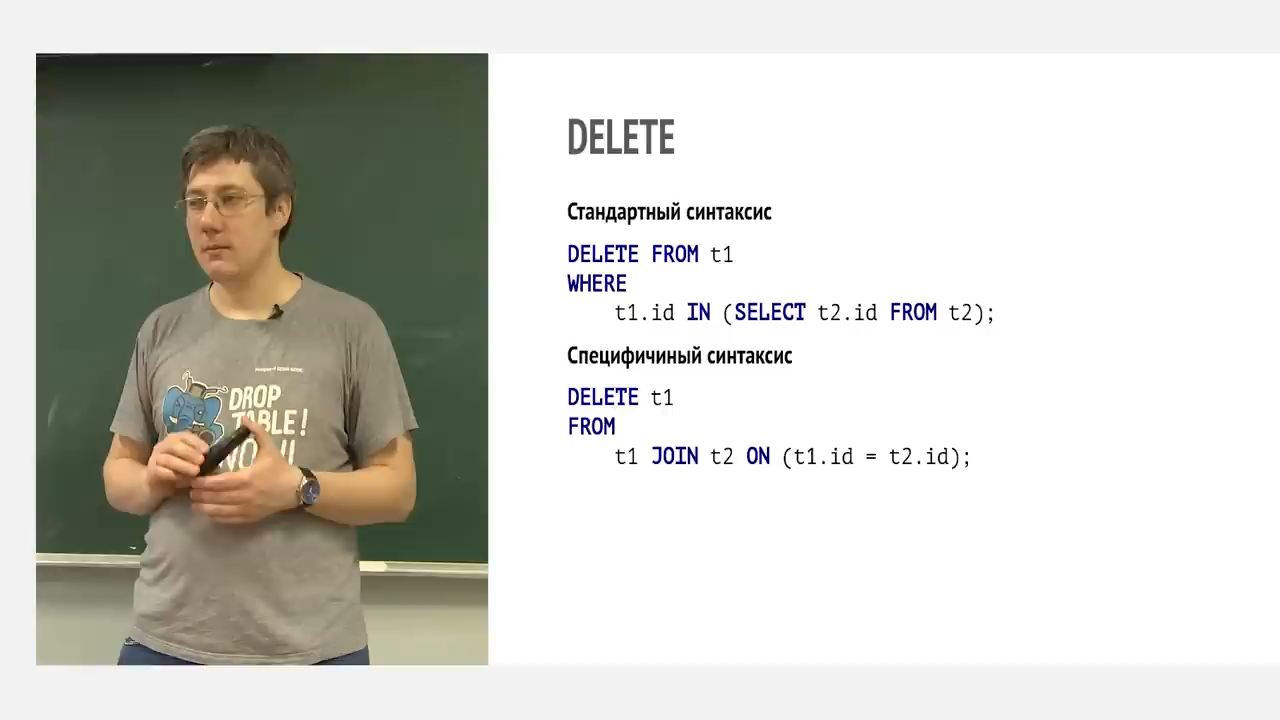 DELETE
Стандартный синтаксис
DELETE FROM t1
WHERE
t1.id IN (SELECT t2.id FROM t2);
Специфичиный синтаксис
DELETE t1
FROM
t1 JOIN t2 ON (t1.id = t2.id);
DROP
TABLE!